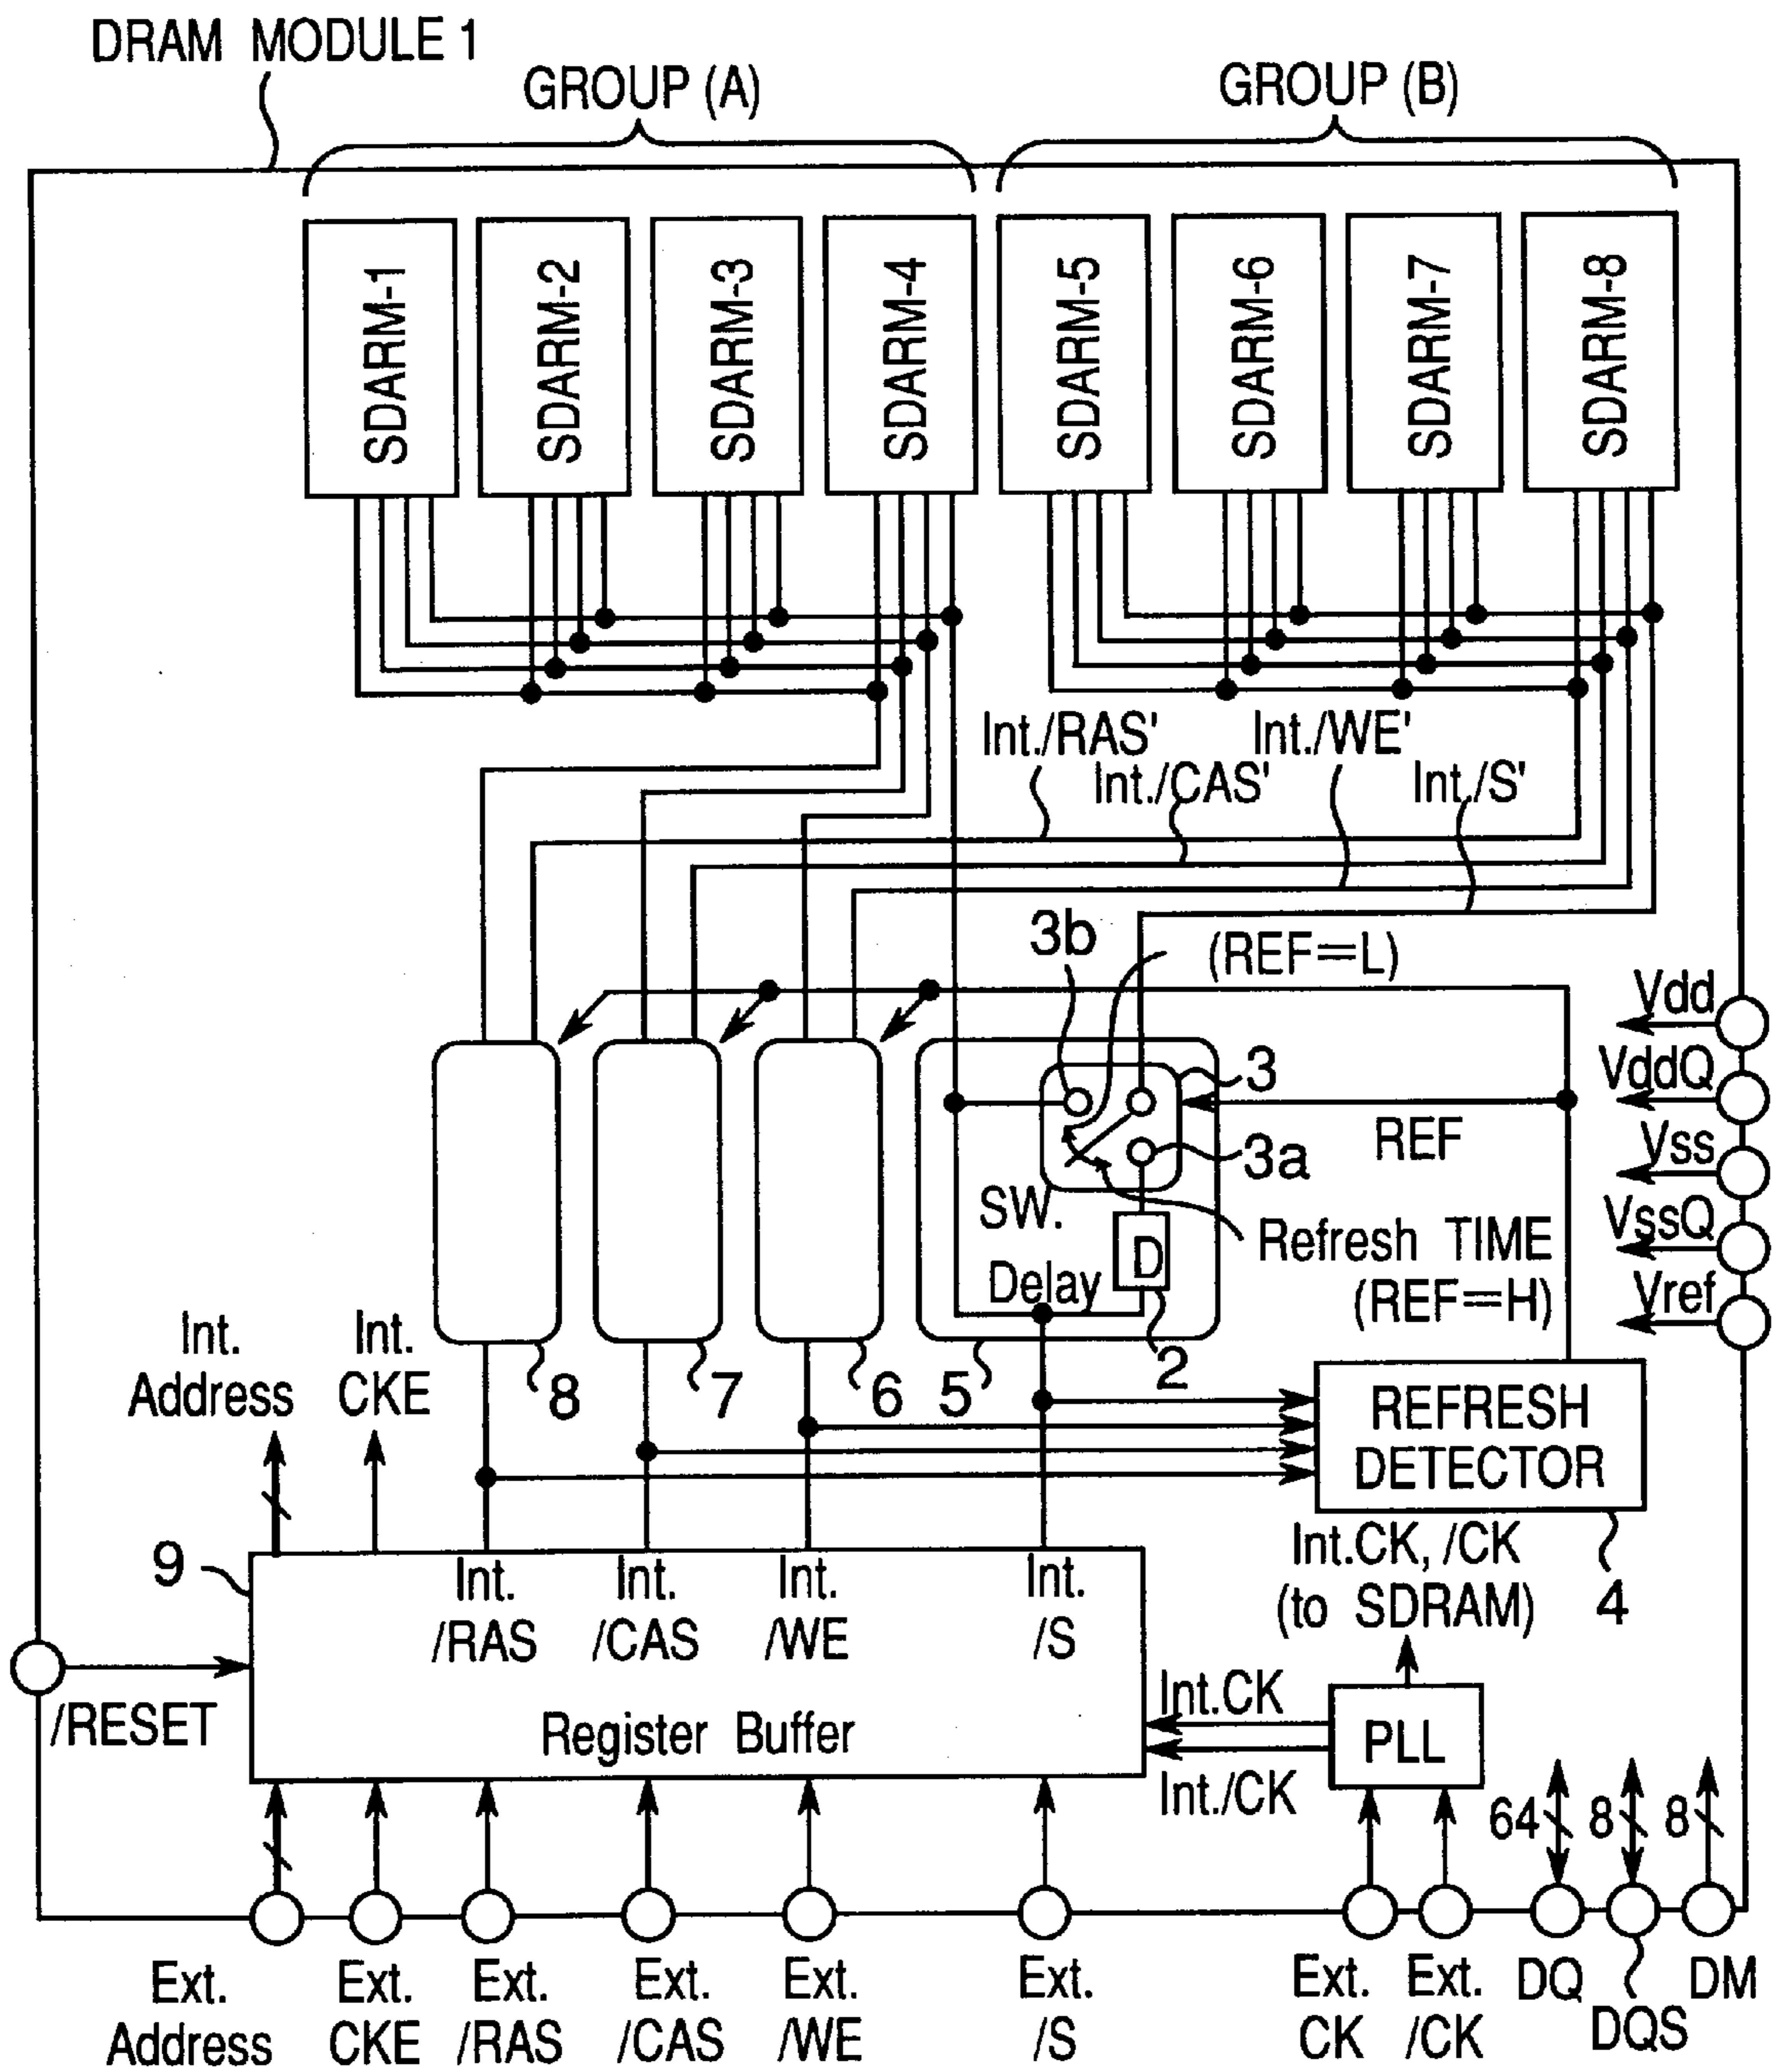 DRAM MODULE 1
GROUP (A)
GROUP (B)
SDARM-1
SDARM-2
SDARM-3
SDARM-4
SDARM-5
SDARM-6
SDARM-7
SDARM-8
Int./RAS'
Int./WE'
Int./CAS'
Int./S'
3b
(REF=L)
Vdd
VddQ
Vss
VssQ
Vref
3
REF
3a
SW.
D
Refresh TIME
(REF=H)
Delay
2
Int.
Address
Int.
CKE
8
7
6
5
REFRESH
DETECTOR
4
9
Int.
/RAS
Int.
/CAS
Int.
/WE
Int.
/S
Int.CK, /CK
(to SDRAM)
/RESET
Register Buffer
Int.CK
Int./CK
PLL
64
8
8
Ext.
Address
Ext.
CKE
Ext.
/RAS
Ext.
/CAS
Ext.
/WE
Ext.
/S
Ext.
CK
Ext.
/CK
DQ
DQS
DM